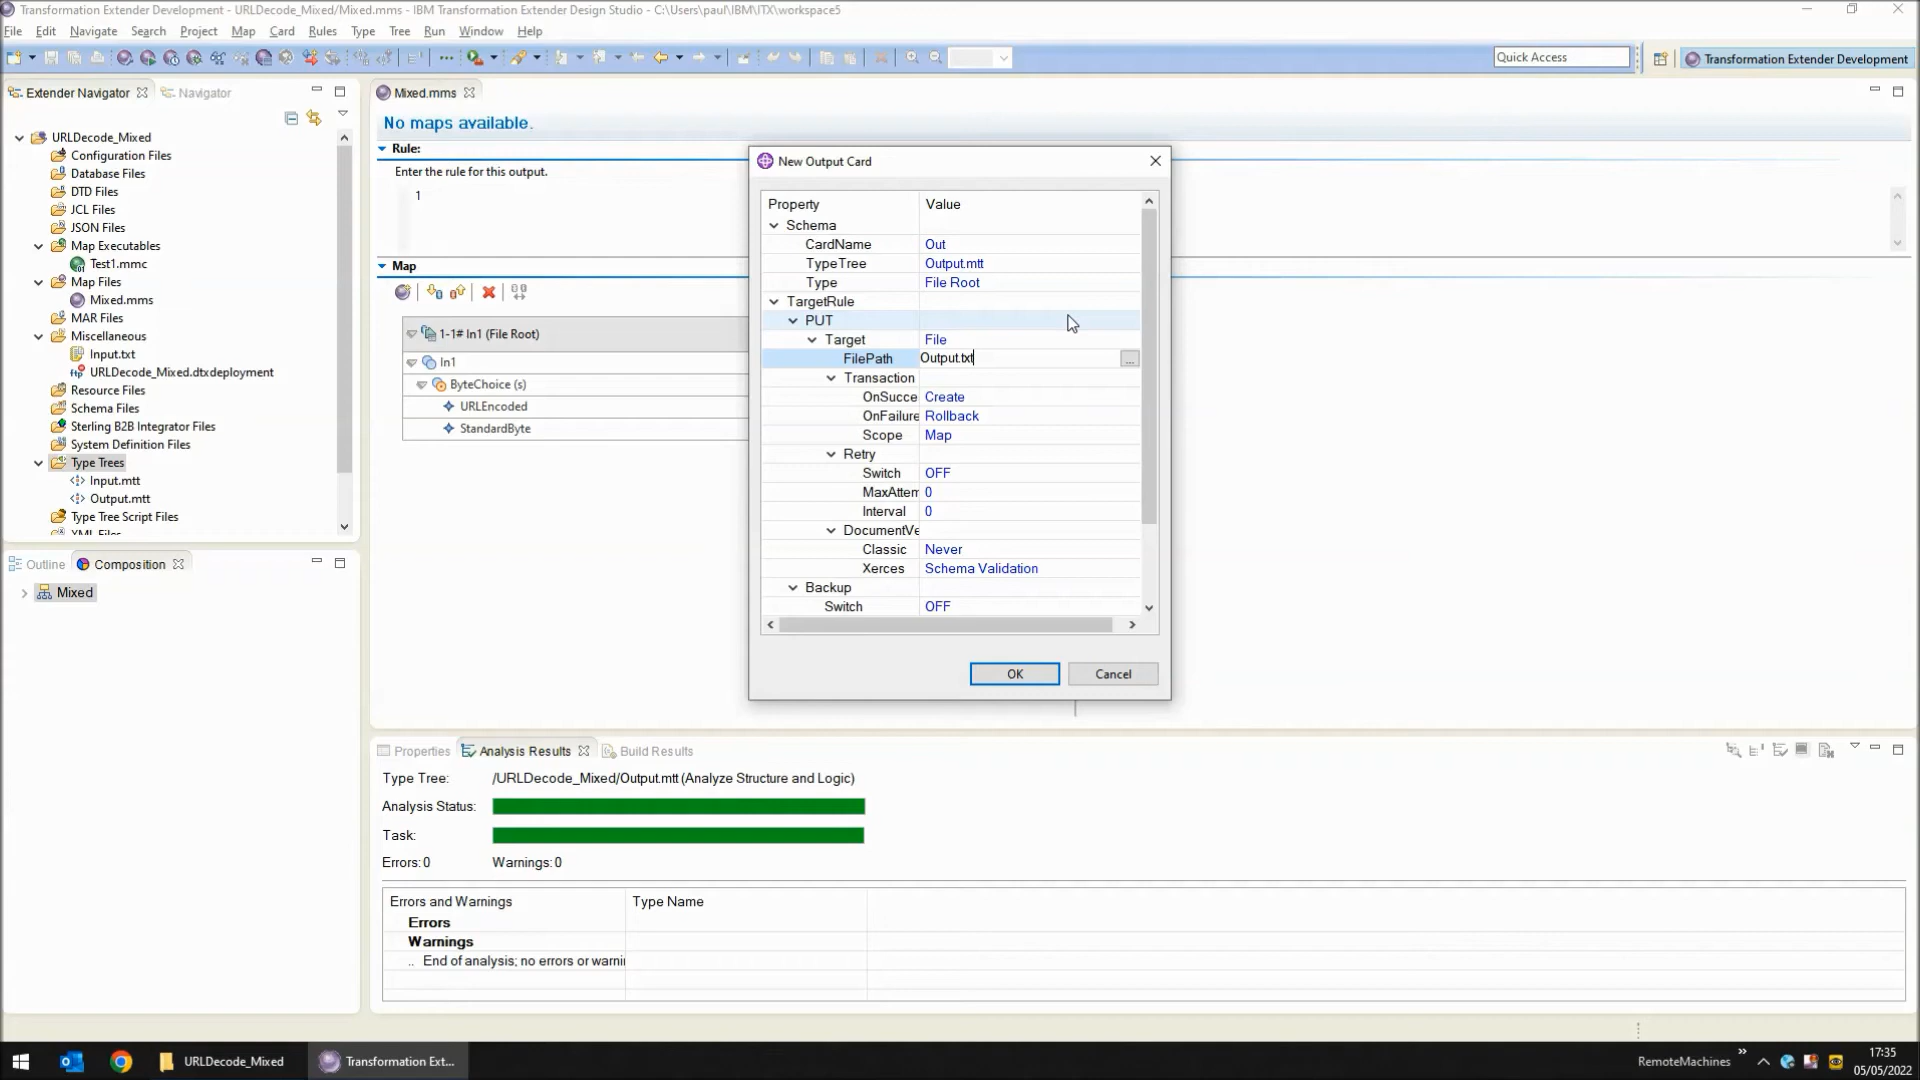 Transformation Extender Development - URLDecode_Mixed/Mixed.mms - IBM Transformation Extender Design Studio - C:\Users\paul\IBM\ITX\workspace5
File Edit Navigate Search Project Map Card Rules Type Tree Run Window Help
Quick Access
Transformation Extender Development
Extender Navigator
Navigator
URLDecode_Mixed
Configuration Files
Database Files
DTD Files
JCL Files
JSON Files
Map Executables
Test1.mmc
Map Files
Mixed.mms
MAR Files
Miscellaneous
Input.txt
URLDecode_Mixed.dtxdeployment
Resource Files
Schema Files
Sterling B2B Integrator Files
System Definition Files
Type Trees
Input.mtt
Output.mtt
Type Tree Script Files
XML Files
Outline
Composition
Mixed
Mixed.mms
No maps available.
Rule:
Enter the rule for this output.
1
Map
1-1# In1 (File Root)
In1
ByteChoice (s)
URLEncoded
StandardByte
New Output Card
Property Value
Schema
CardName Out
TypeTree Output.mtt
Type File Root
TargetRule
PUT
Target File
FilePath Output.txt ...
Transaction
OnSucce Create
OnFailure Rollback
Scope Map
Retry
Switch OFF
MaxAttem 0
Interval 0
DocumentVe
Classic Never
Xerces Schema Validation
Backup
Switch OFF
OK Cancel
Properties
Analysis Results
Build Results
Type Tree: /URLDecode_Mixed/Output.mtt (Analyze Structure and Logic)
Analysis Status:
Task:
Errors: 0 Warnings: 0
Errors and Warnings Type Name
Errors
Warnings
.. End of analysis; no errors or warni
URLDecode_Mixed
Transformation Ext...
RemoteMachines
17:35
05/05/2022